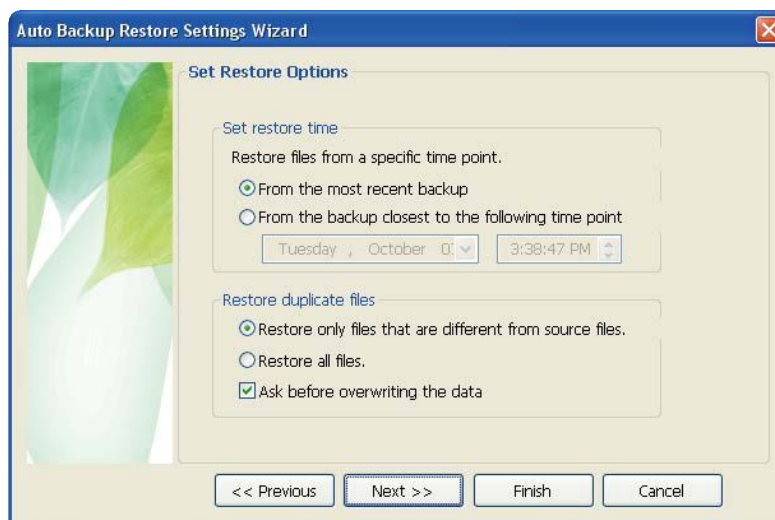 Auto Backup Restore Settings Wizard
Set Restore Options
Set restore time
Restore files from a specific time point.
From the most recent backup
From the backup closest to the following time point
Tuesday , October 3:38:47 PM
Restore duplicate files
Restore only files that are different from source files.
Restore all files.
Ask before overwriting the data
<< Previous Next >> Finish Cancel